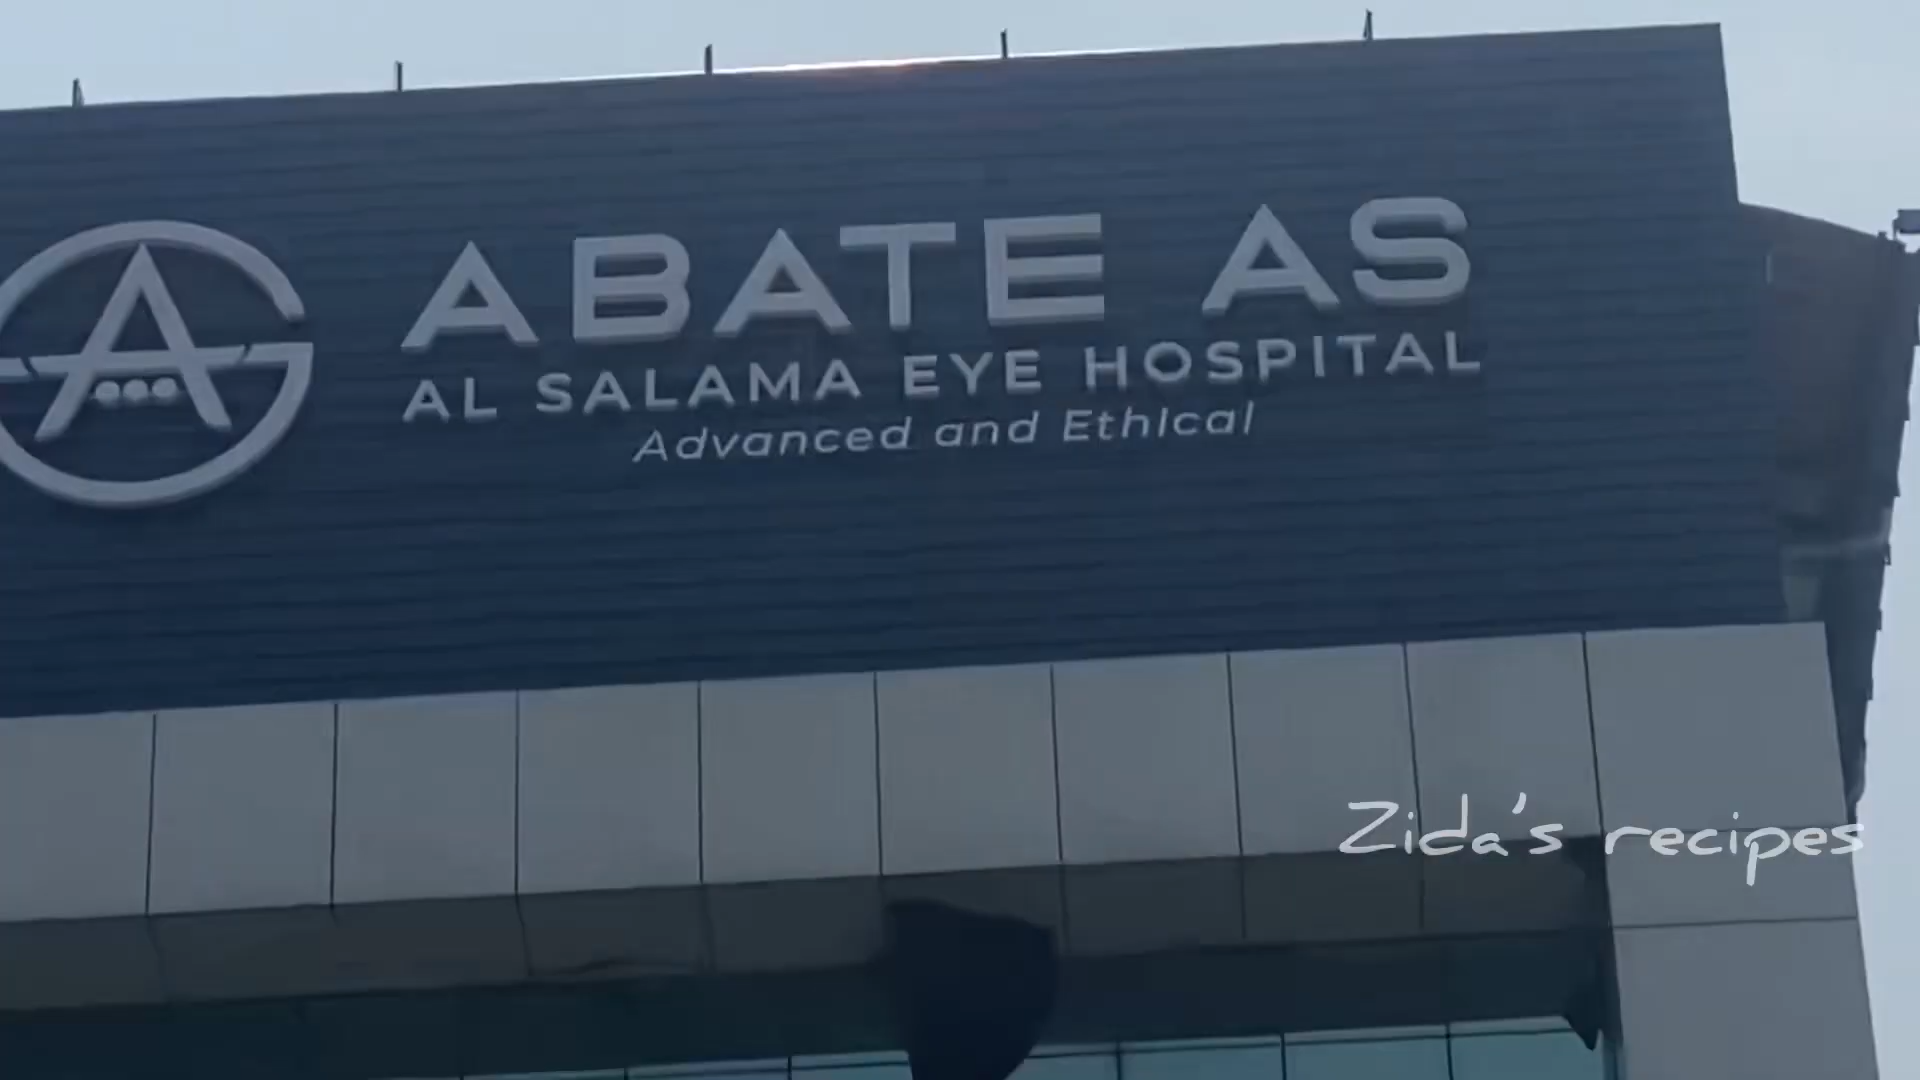 ABATE AS
AL SALAMA EYE HOSPITAL
Advanced and Ethical
Zida's recipes